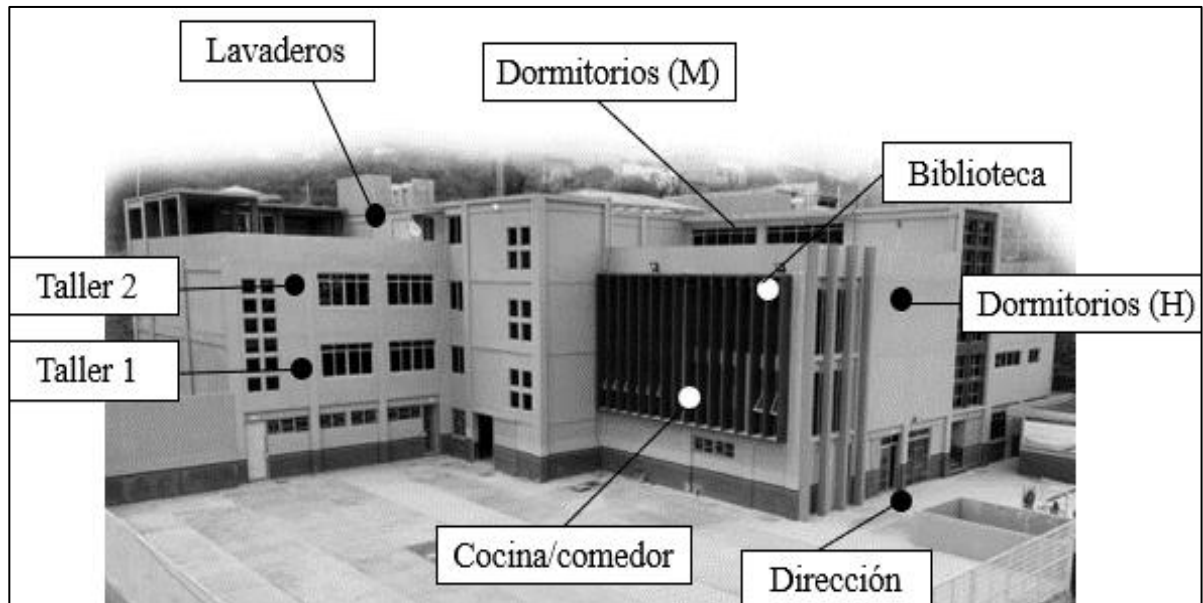 Lavaderos
Dormitorios (M)
Biblioteca
Taller 2
Dormitorios (H)
Taller 1
Cocina/comedor
Dirección